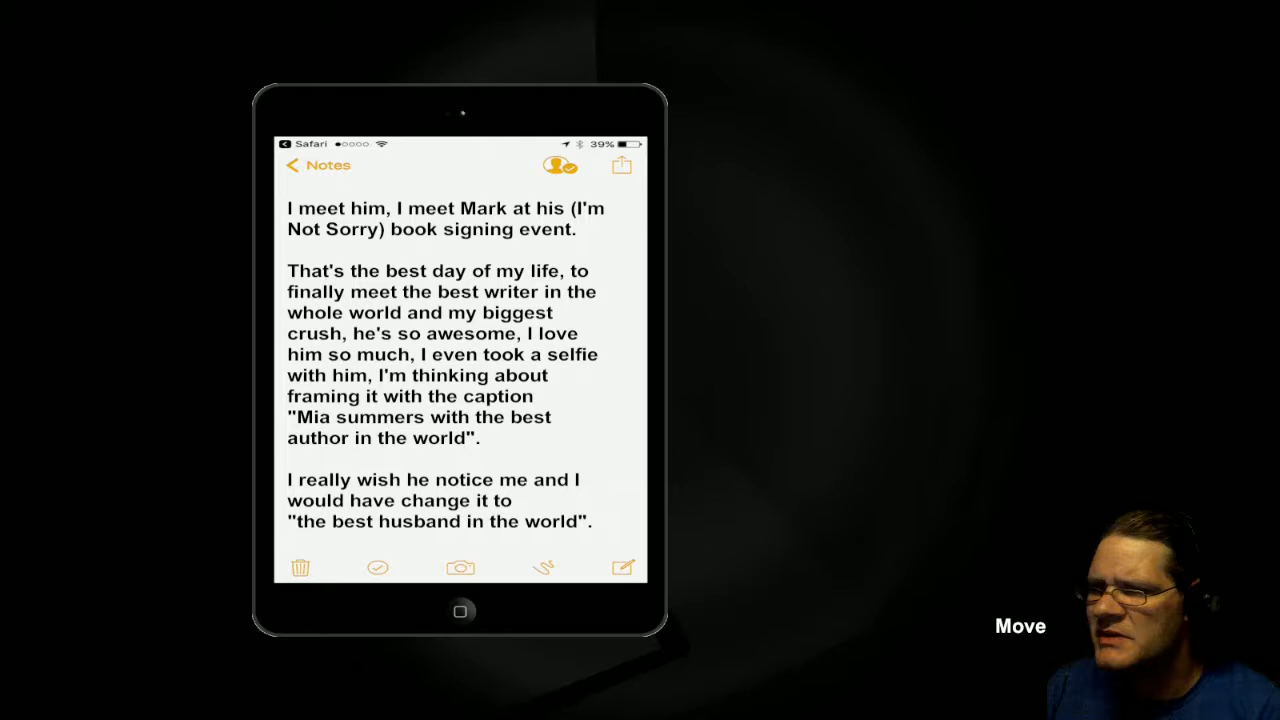 Safari
39%
Notes
I meet him, I meet Mark at his (I'm
Not Sorry) book signing event.
That's the best day of my life, to
finally meet the best writer in the
whole world and my biggest
crush, he's so awesome, I love
him so much, I even took a selfie
with him, I'm thinking about
framing it with the caption
"Mia summers with the best
author in the world".
I really wish he notice me and I
would have change it to
"the best husband in the world".
Move